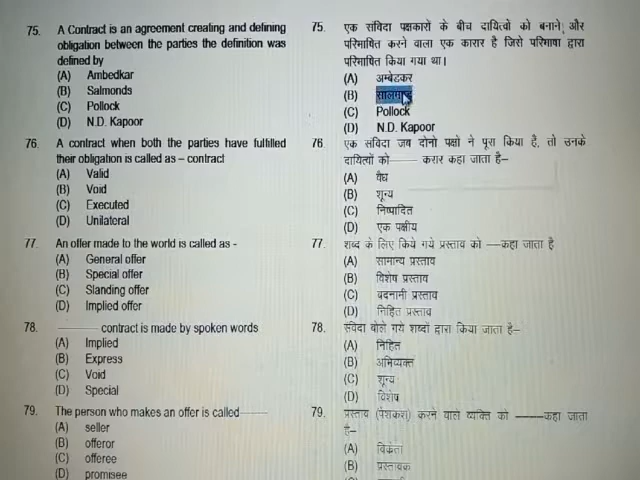 75. A Contract is an agreement creating and defining
obligation between the parties the definition was
defined by
(A) Ambedkar
(B) Salmonds
(C) Pollock
(D) N.D. Kapoor
76. A contract when both the parties have fulfilled
their obligation is called as – contract
(A) Valid
(B) Void
(C) Executed
(D) Unilateral
77. An offer made to the world is called as -
(A) General offer
(B) Special offer
(C) Slanding offer
(D) Implied offer
78. ______ contract is made by spoken words
(A) Implied
(B) Express
(C) Void
(D) Special
79. The person who makes an offer is called———
(A) seller
(B) offeror
(C) offeree
(D) promisee
75. एक संविदा पक्षकारों के बीच दायित्वों को बनाने और
परिभाषित करने वाला एक कारार है जिसे परिभाषा द्वारा
परिभाषित किया गया था।
(A) अम्बेडकर
(B) सालमण्ड
(C) Pollock
(D) N.D. Kapoor
76. एक संविदा जब दोनो पक्षो ने पूरा किया है, तो उनके
दायित्वों को——— करार कहा जाता है–
(A) वैध
(B) शून्य
(C) निष्पादित
(D) एक पक्षीय
77. शब्द के लिए किये गये प्रस्ताव को —कहा जाता है
(A) सामान्य प्रस्ताव
(B) विशेष प्रस्ताव
(C) बदनामी प्रस्ताव
(D) निहित प्रस्ताव
78. संविदा बोले गये शब्दों द्वारा किया जाता है–
(A) निहित
(B) अभिव्यक्त
(C) शून्य
(D) विशेष
79. प्रस्ताव (पेशकश) करने वाले व्यक्ति को ———कहा जाता
है–
(A) विक्रेता
(B) प्रस्तावक